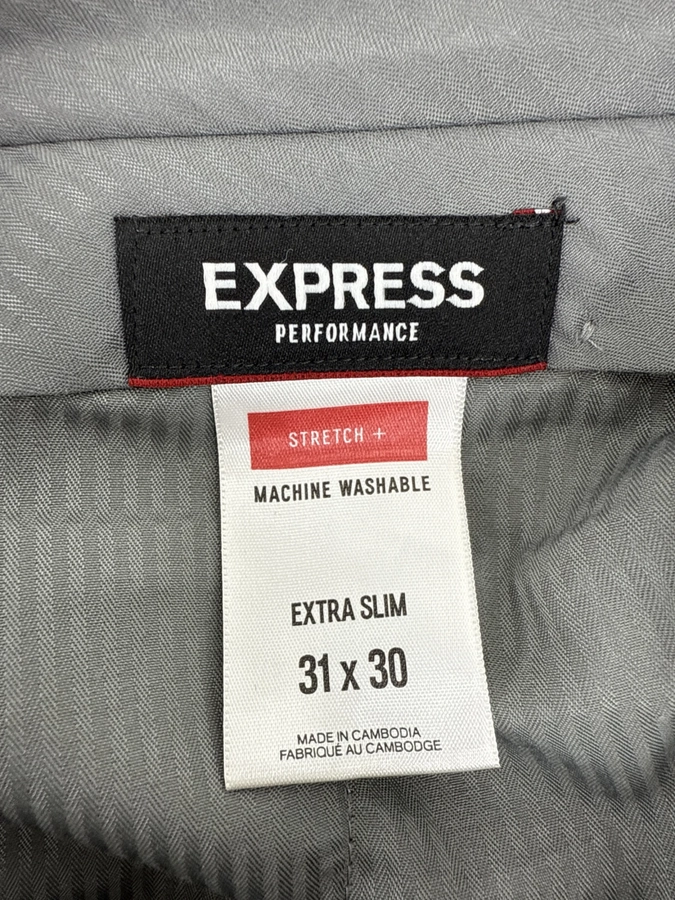 EXPRESS
PERFORMANCE
STRETCH +
MACHINE WASHABLE
EXTRA SLIM
31 x 30
MADE IN CAMBODIA
FABRIQUÉ AU CAMBODGE